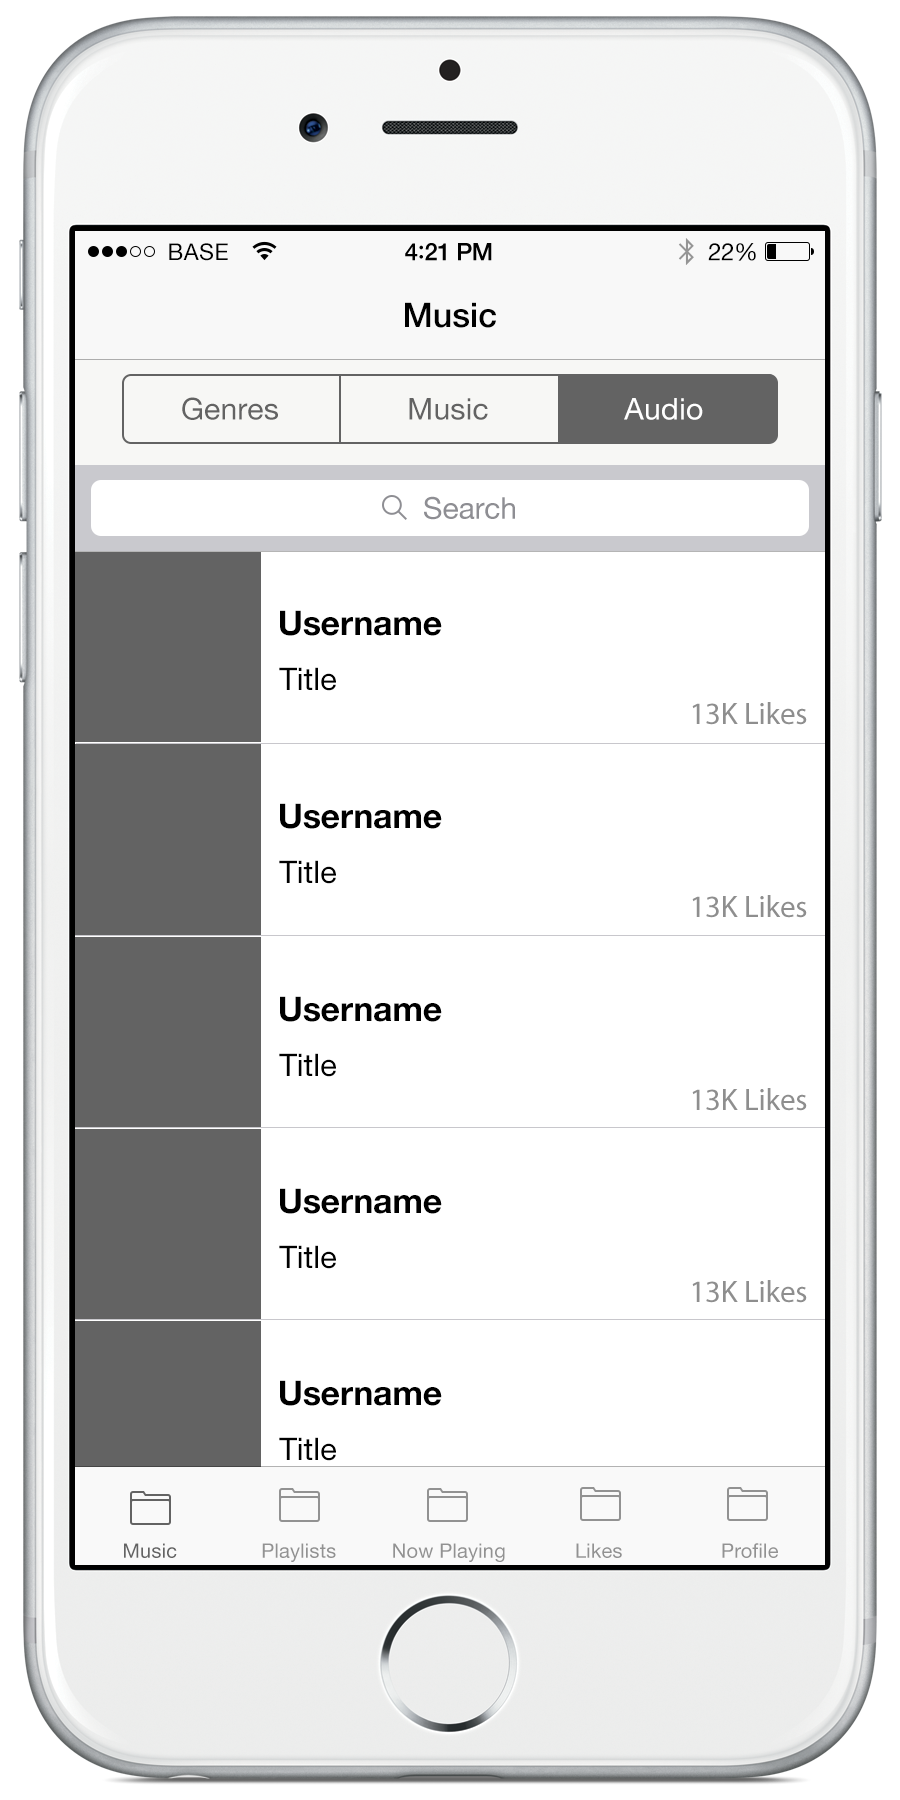 BASE 4:21 PM 22%
Music
Genres Music Audio
Search
Username
Title
13K Likes
Username
Title
13K Likes
Username
Title
13K Likes
Username
Title
13K Likes
Username
Title
Music Playlists Now Playing Likes Profile